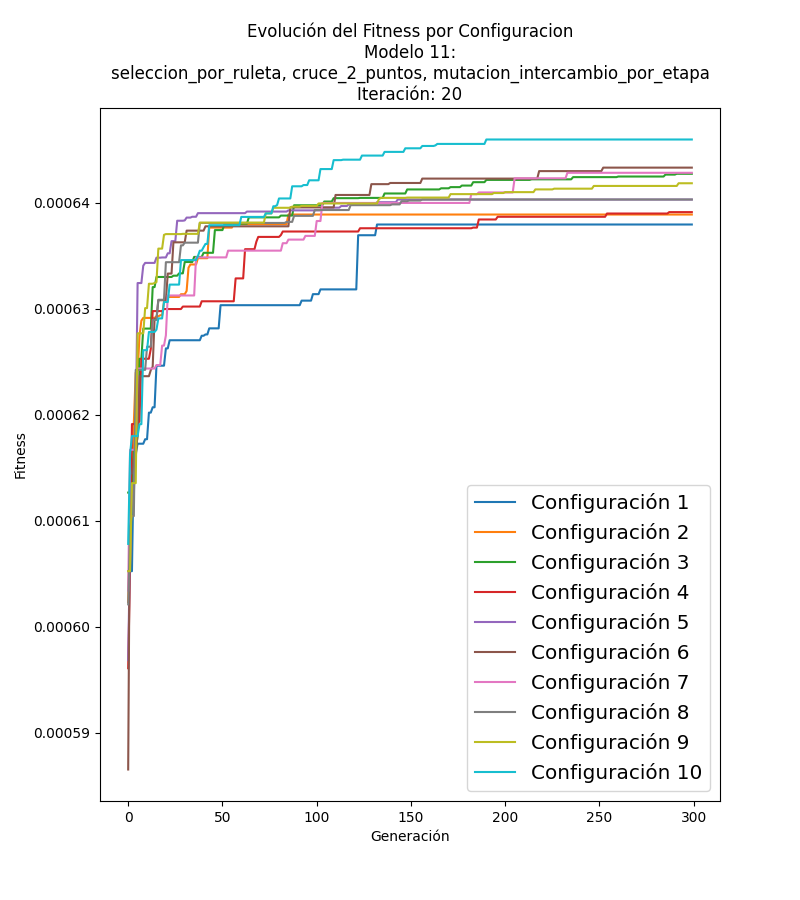 Evolución del Fitness por Configuracion
Modelo 11:
seleccion_por_ruleta, cruce_2_puntos, mutacion_intercambio_por_etapa
Iteración: 20
Fitness
0.00064
0.00063
0.00062
0.00061
0.00060
0.00059
Configuración 1
Configuración 2
Configuración 3
Configuración 4
Configuración 5
Configuración 6
Configuración 7
Configuración 8
Configuración 9
Configuración 10
0 50 100 150 200 250 300
Generación